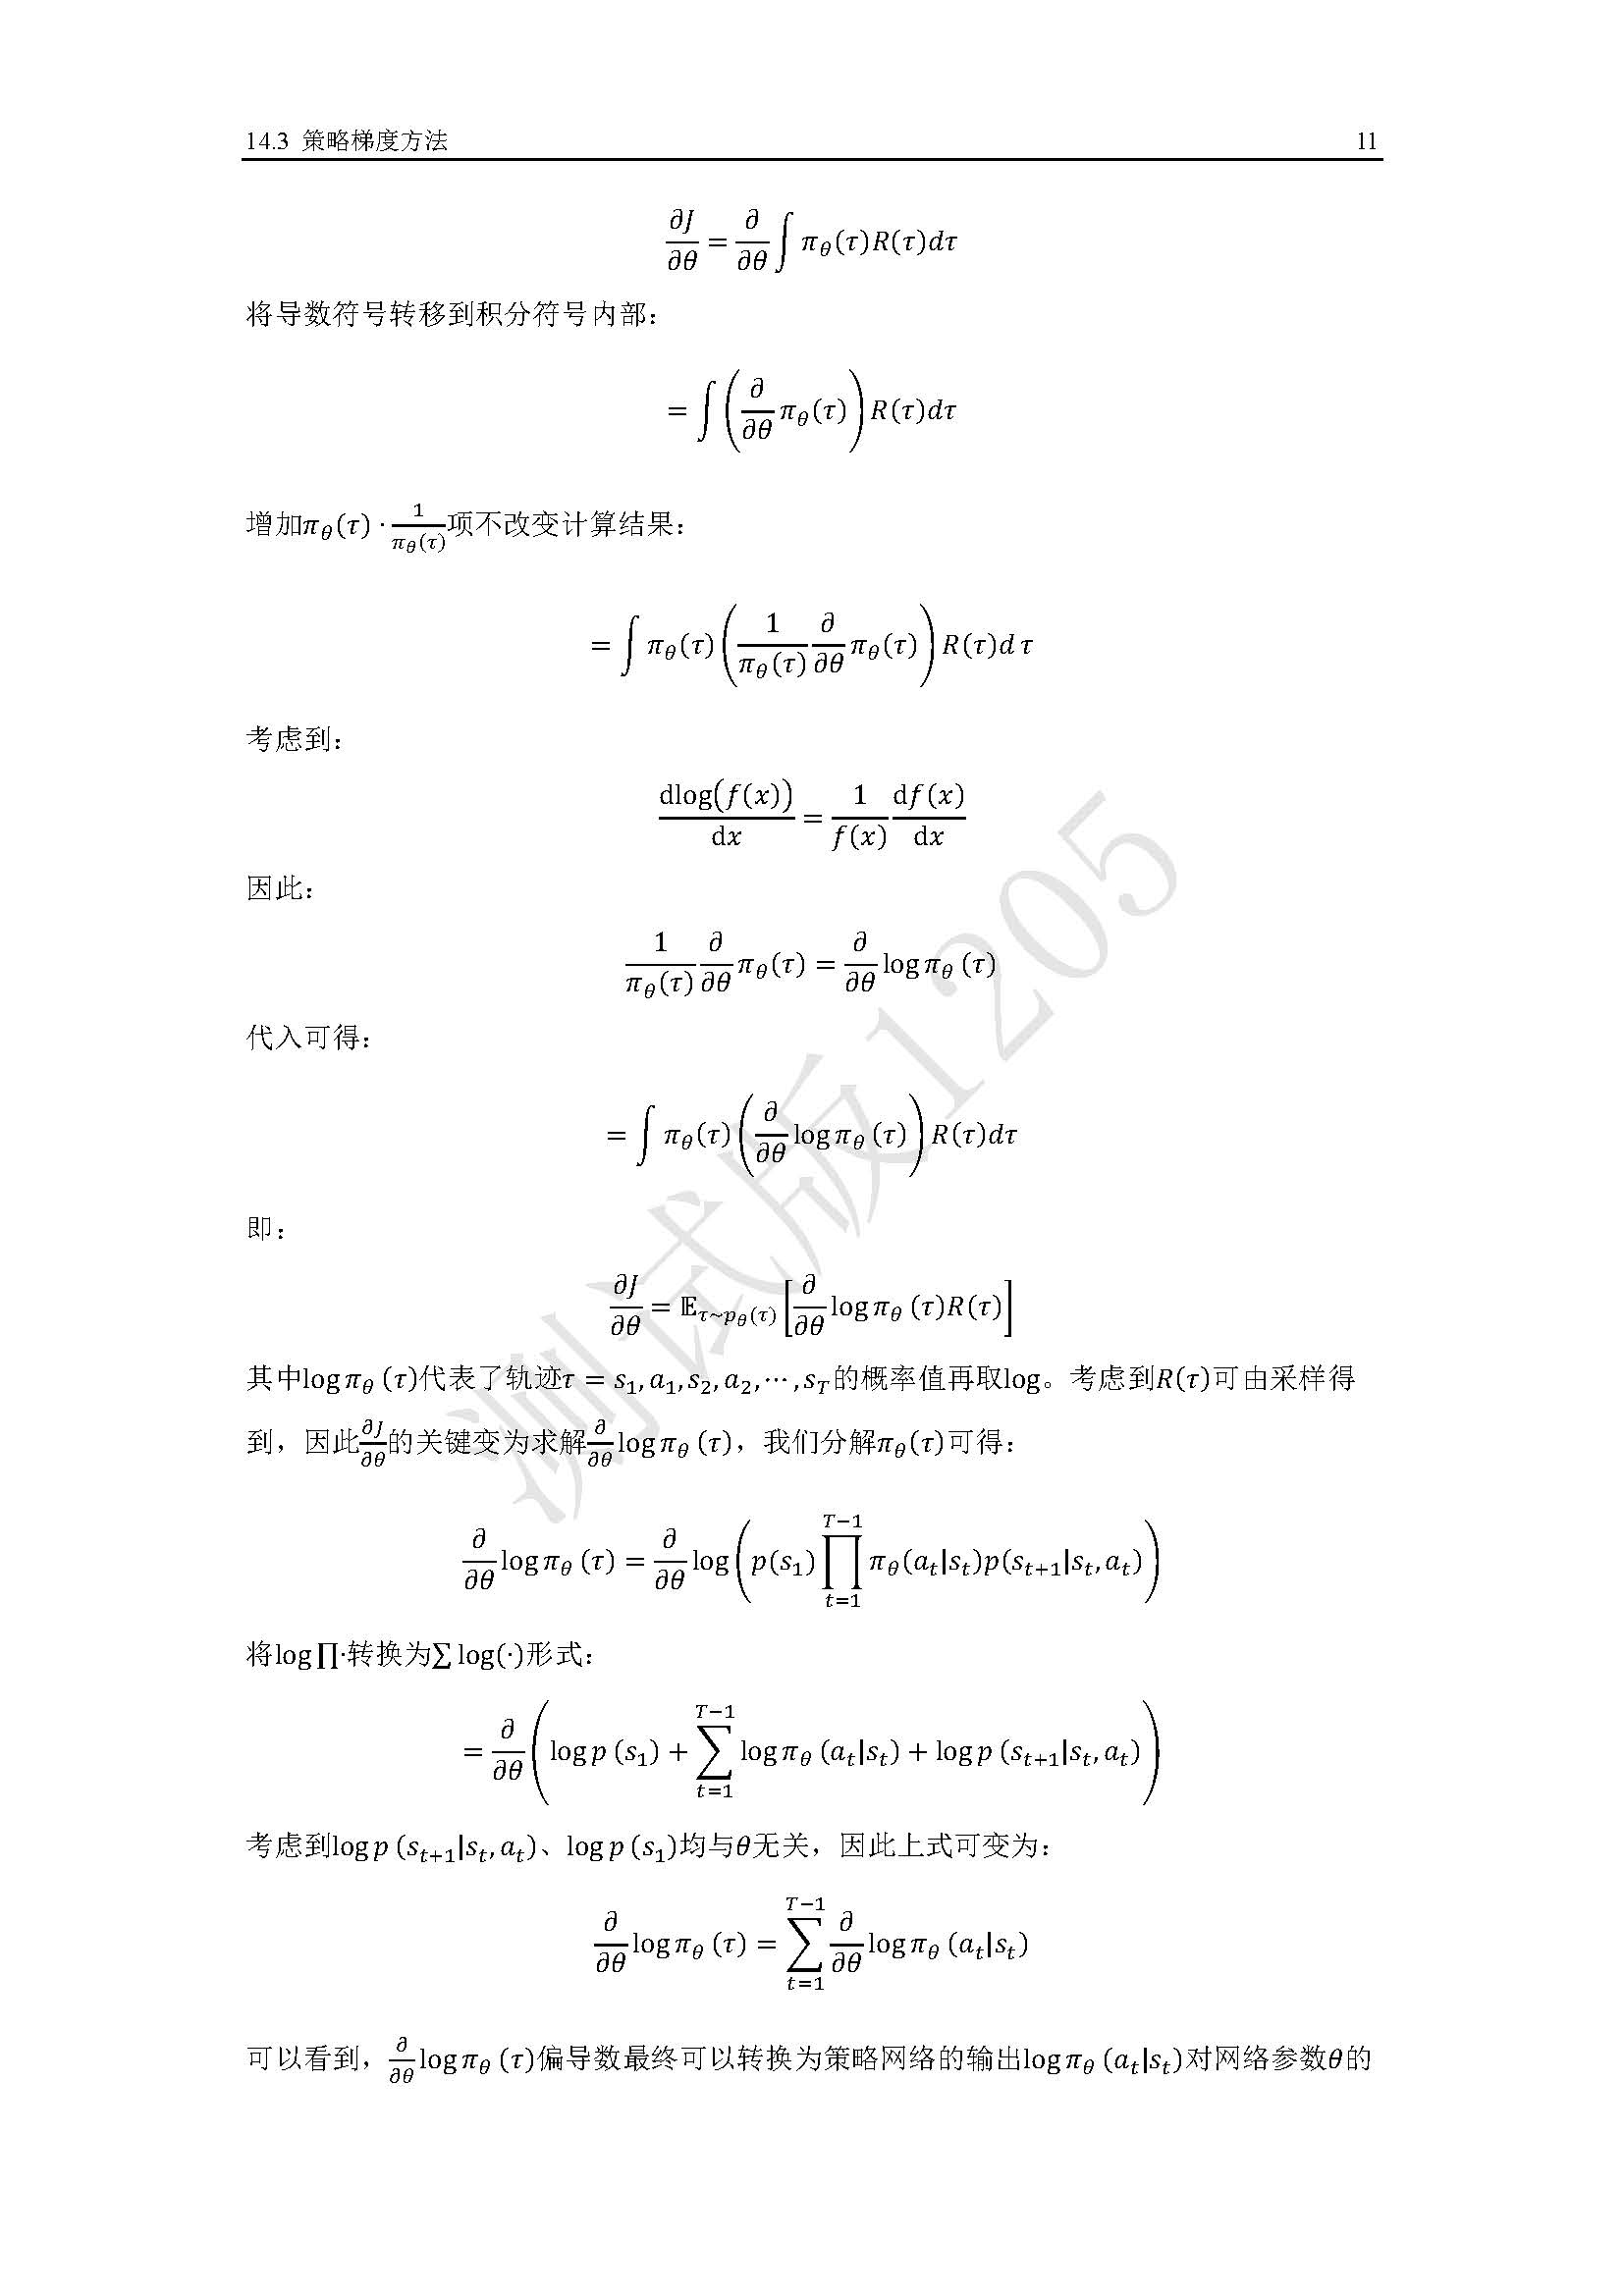 14.3 策略梯度方法 11
$$\frac{\partial J}{\partial \theta} = \frac{\partial}{\partial \theta} \int \pi_\theta(\tau) R(\tau) d\tau$$
将导数符号转移到积分符号内部：
$$= \int \left( \frac{\partial}{\partial \theta} \pi_\theta(\tau) \right) R(\tau) d\tau$$
增加$\pi_\theta(\tau) \cdot \frac{1}{\pi_\theta(\tau)}$项不改变计算结果：
$$= \int \pi_\theta(\tau) \left( \frac{1}{\pi_\theta(\tau)} \frac{\partial}{\partial \theta} \pi_\theta(\tau) \right) R(\tau) d\tau$$
考虑到：
$$\frac{\mathrm{d}\log(f(x))}{\mathrm{d}x} = \frac{1}{f(x)} \frac{\mathrm{d}f(x)}{\mathrm{d}x}$$
因此：
$$\frac{1}{\pi_\theta(\tau)} \frac{\partial}{\partial \theta} \pi_\theta(\tau) = \frac{\partial}{\partial \theta} \log \pi_\theta(\tau)$$
代入可得：
$$= \int \pi_\theta(\tau) \left( \frac{\partial}{\partial \theta} \log \pi_\theta(\tau) \right) R(\tau) d\tau$$
即：
$$\frac{\partial J}{\partial \theta} = \mathbb{E}_{\tau \sim p_\theta(\tau)} \left[ \frac{\partial}{\partial \theta} \log \pi_\theta(\tau) R(\tau) \right]$$
其中$\log \pi_\theta(\tau)$代表了轨迹$\tau = s_1, a_1, s_2, a_2, \cdots, s_T$的概率值再取log。考虑到$R(\tau)$可由采样得
到，因此$\frac{\partial J}{\partial \theta}$的关键变为求解$\frac{\partial}{\partial \theta} \log \pi_\theta(\tau)$，我们分解$\pi_\theta(\tau)$可得：
$$\frac{\partial}{\partial \theta} \log \pi_\theta(\tau) = \frac{\partial}{\partial \theta} \log \left( p(s_1) \prod_{t=1}^{T-1} \pi_\theta(a_t|s_t) p(s_{t+1}|s_t, a_t) \right)$$
将$\log \prod \cdot$转换为$\sum \log(\cdot)$形式：
$$= \frac{\partial}{\partial \theta} \left( \log p(s_1) + \sum_{t=1}^{T-1} \log \pi_\theta(a_t|s_t) + \log p(s_{t+1}|s_t, a_t) \right)$$
考虑到$\log p(s_{t+1}|s_t, a_t)$、$\log p(s_1)$均与$\theta$无关，因此上式可变为：
$$\frac{\partial}{\partial \theta} \log \pi_\theta(\tau) = \sum_{t=1}^{T-1} \frac{\partial}{\partial \theta} \log \pi_\theta(a_t|s_t)$$
可以看到，$\frac{\partial}{\partial \theta} \log \pi_\theta(\tau)$偏导数最终可以转换为策略网络的输出$\log \pi_\theta(a_t|s_t)$对网络参数$\theta$的
测试版1205